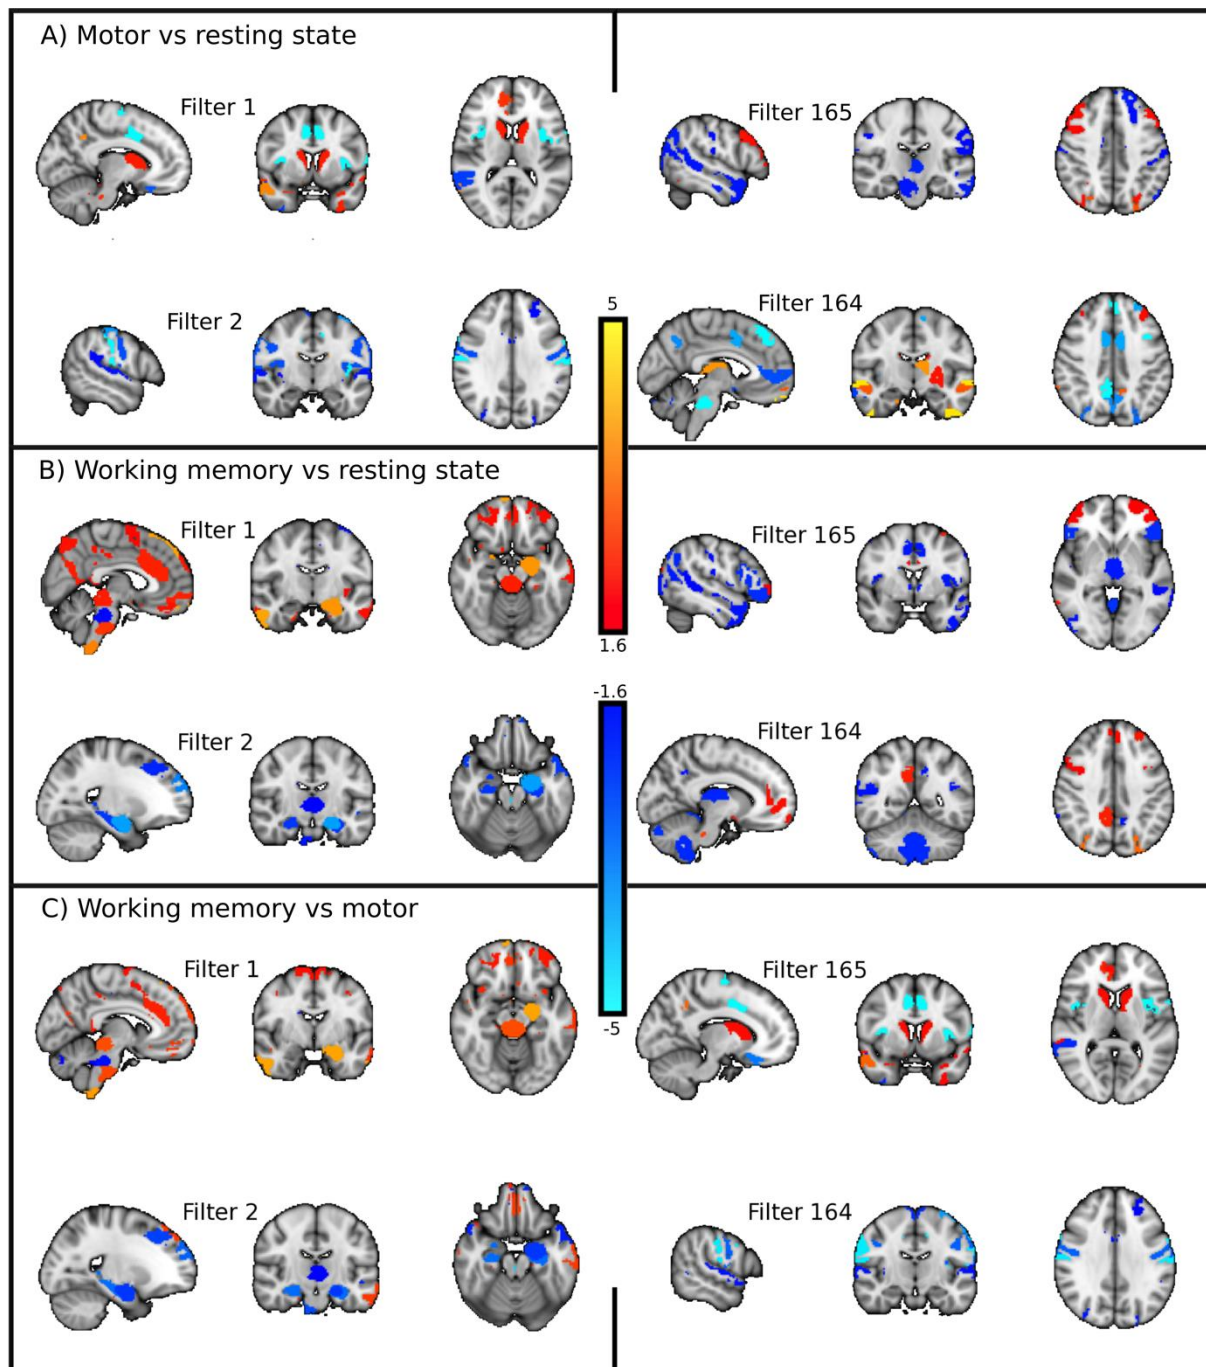 A) Motor vs resting state
Filter 1
Filter 165
Filter 2
Filter 164
5
B) Working memory vs resting state
Filter 1
Filter 165
1.6
-1.6
Filter 2
Filter 164
C) Working memory vs motor
Filter 1
Filter 165
-5
Filter 2
Filter 164